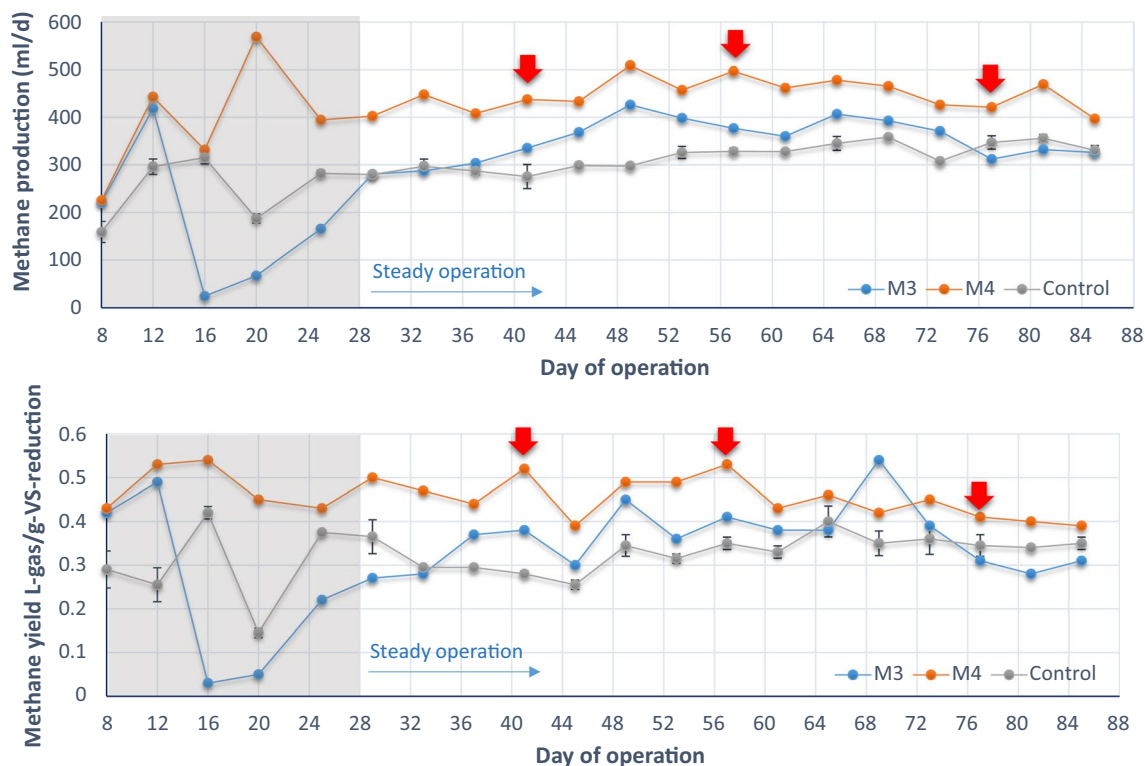 Methane production (ml/d)
600
500
400
300
200
100
0
Steady operation
M3 M4 Control
8 12 16 20 24 28 32 36 40 44 48 52 56 60 64 68 72 76 80 84 88
Day of operation
Methane yield L-gas/g-VS-reduction
0.6
0.5
0.4
0.3
0.2
0.1
0
Steady operation
M3 M4 Control
8 12 16 20 24 28 32 36 40 44 48 52 56 60 64 68 72 76 80 84 88
Day of operation